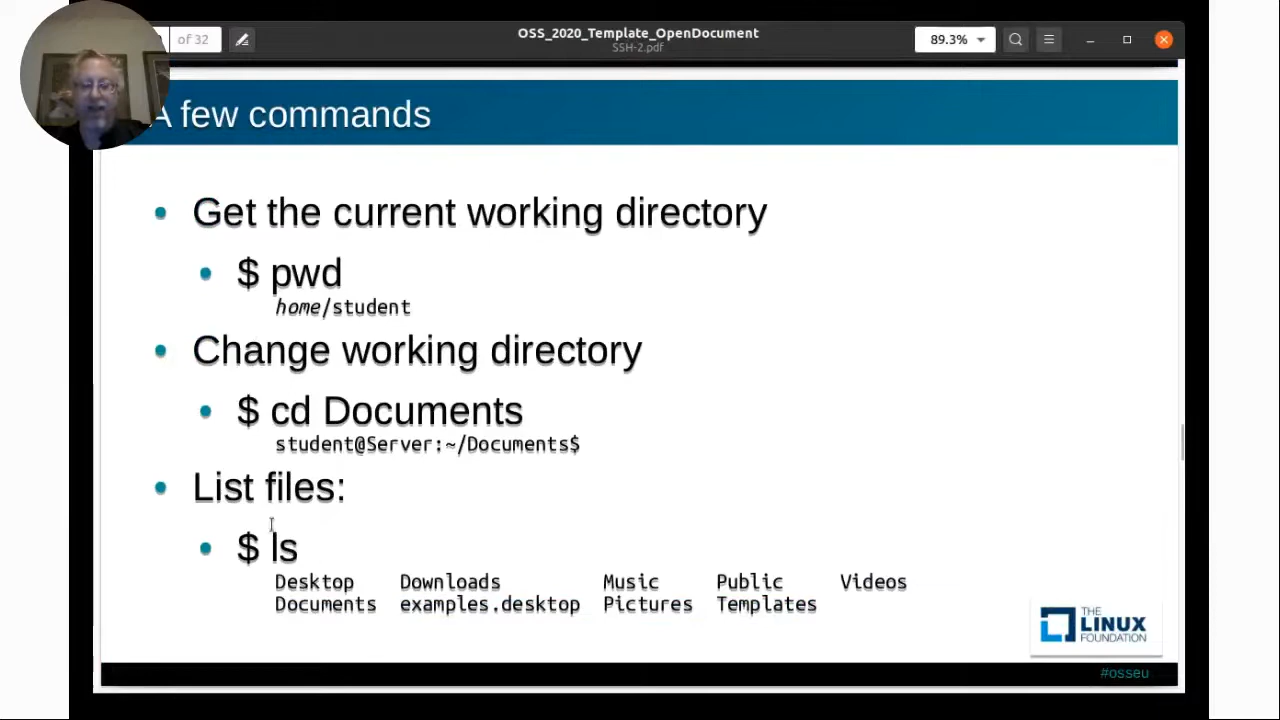 of 32
OSS_2020_Template_OpenDocument
SSH-2.pdf
89.3%
A few commands
• Get the current working directory
• $ pwd
home/student
• Change working directory
• $ cd Documents
student@Server:~/Documents$
• List files:
• $ ls
Desktop Downloads Music Public Videos
Documents examples.desktop Pictures Templates
THE
LINUX
FOUNDATION
#osseu